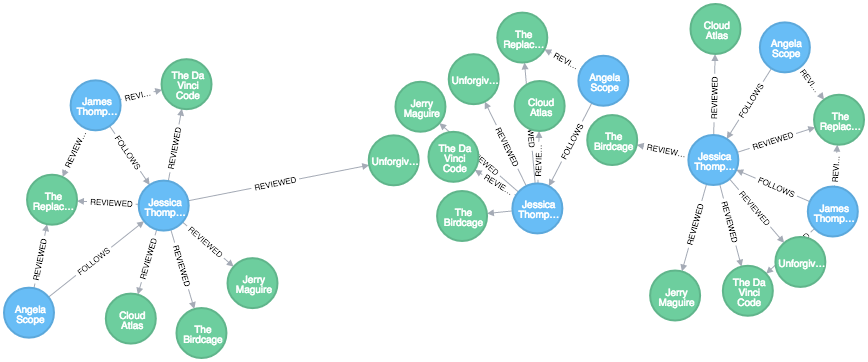 The Da
Vinci
Code
James
Thomp...
REVI...
REVIEW...
FOLLOWS
REVIEWED
The
Replac...
REVIEWED
Jessica
Thomp...
REVIEWED
REVIEWED
FOLLOWS
Angela
Scope
REVIEWED
REVIEWED
REVIEWED
Cloud
Atlas
The
Birdcage
Jerry
Maguire
Unforgiv...
The
Replac...
REVI...
Angela
Scope
Unforgiv...
Cloud
Atlas
Jerry
Maguire
The Da
Vinci
Code
REVIEWED
WED
REVIE...
FOLLOWS
EWED
REVIE...
The
Birdcage
Jessica
Thomp...
Cloud
Atlas
Angela
Scope
REVIEWED
FOLLOWS
REVI...
The
Replac...
The
Birdcage
REVIEW...
REVIEWED
Jessica
Thomp...
REVI...
FOLLOWS
James
Thomp...
REVIEWED
REVIEWED
REVIEWED
D
Unforgiv...
Jerry
Maguire
The Da
Vinci
Code